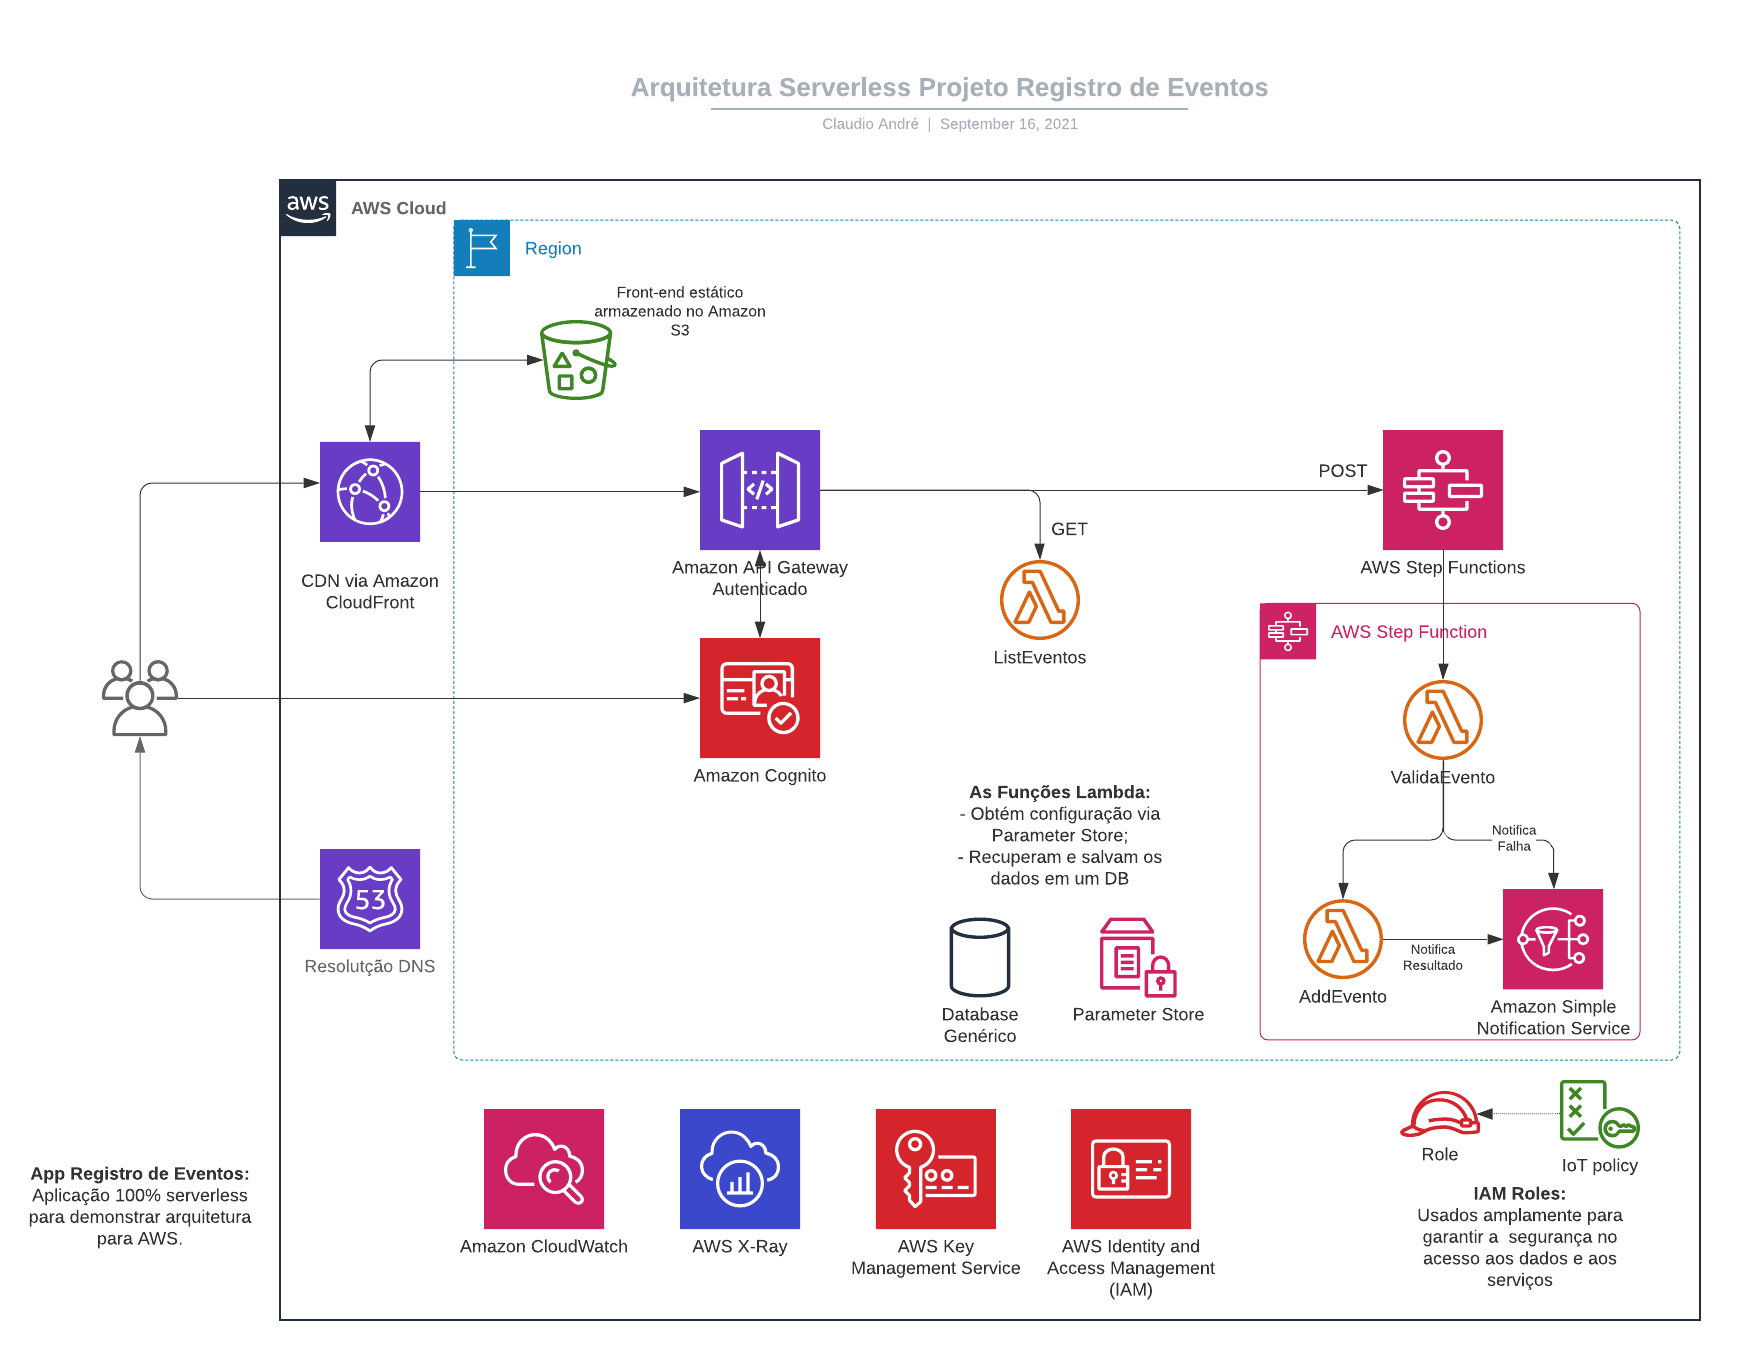 Arquitetura Serverless Projeto Registro de Eventos
Claudio André | September 16, 2021
aws
AWS Cloud
Region
Front-end estático
armazenado no Amazon
S3
POST
GET
</>
Amazon API Gateway
Autenticado
AWS Step Functions
CDN via Amazon
CloudFront
AWS Step Function
ListEventos
Amazon Cognito
ValidaEvento
As Funções Lambda:
- Obtém configuração via
Parameter Store;
- Recuperam e salvam os
dados em um DB
Notifica
Falha
53
Resolutção DNS
Notifica
Resultado
AddEvento
Amazon Simple
Notification Service
Database
Genérico
Parameter Store
Role
IoT policy
App Registro de Eventos:
Aplicação 100% serverless
para demonstrar arquitetura
para AWS.
IAM Roles:
Usados amplamente para
garantir a  segurança no
acesso aos dados e aos
serviços
Amazon CloudWatch
AWS X-Ray
AWS Key
Management Service
AWS Identity and
Access Management
(IAM)